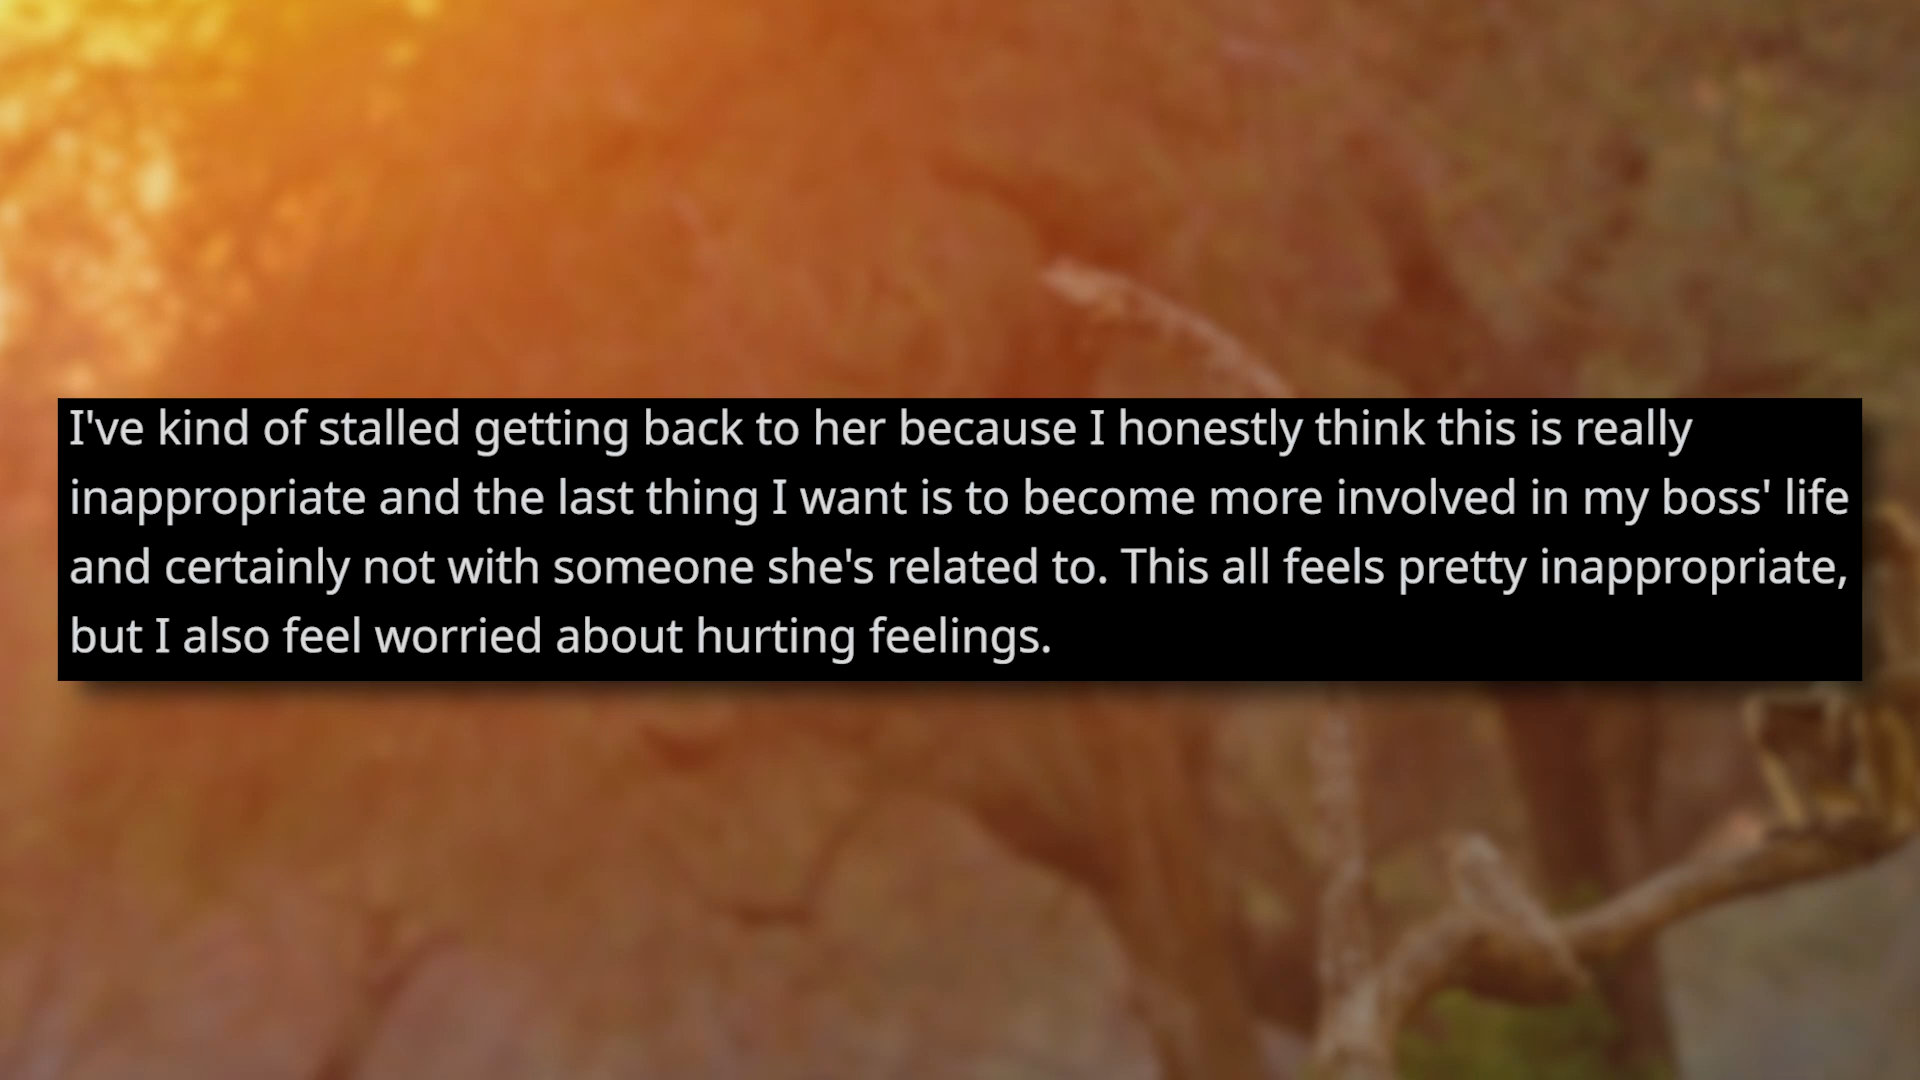 I've kind of stalled getting back to her because I honestly think this is really
inappropriate and the last thing I want is to become more involved in my boss' life
and certainly not with someone she's related to. This all feels pretty inappropriate,
but I also feel worried about hurting feelings.